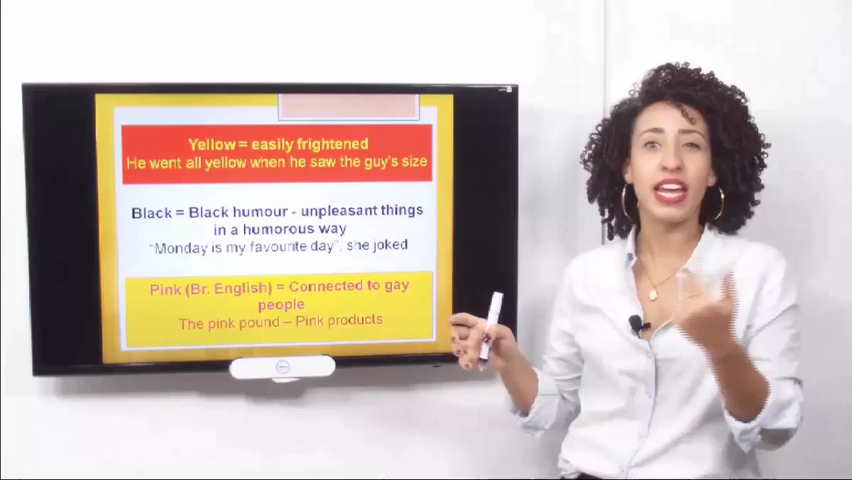 Yellow = easily frightened
He went all yellow when he saw the guy's size
Black = Black humour - unpleasant things
in a humorous way
"Monday is my favourite day", she joked
Pink (Br. English) = Connected to gay
people
The pink pound – Pink products